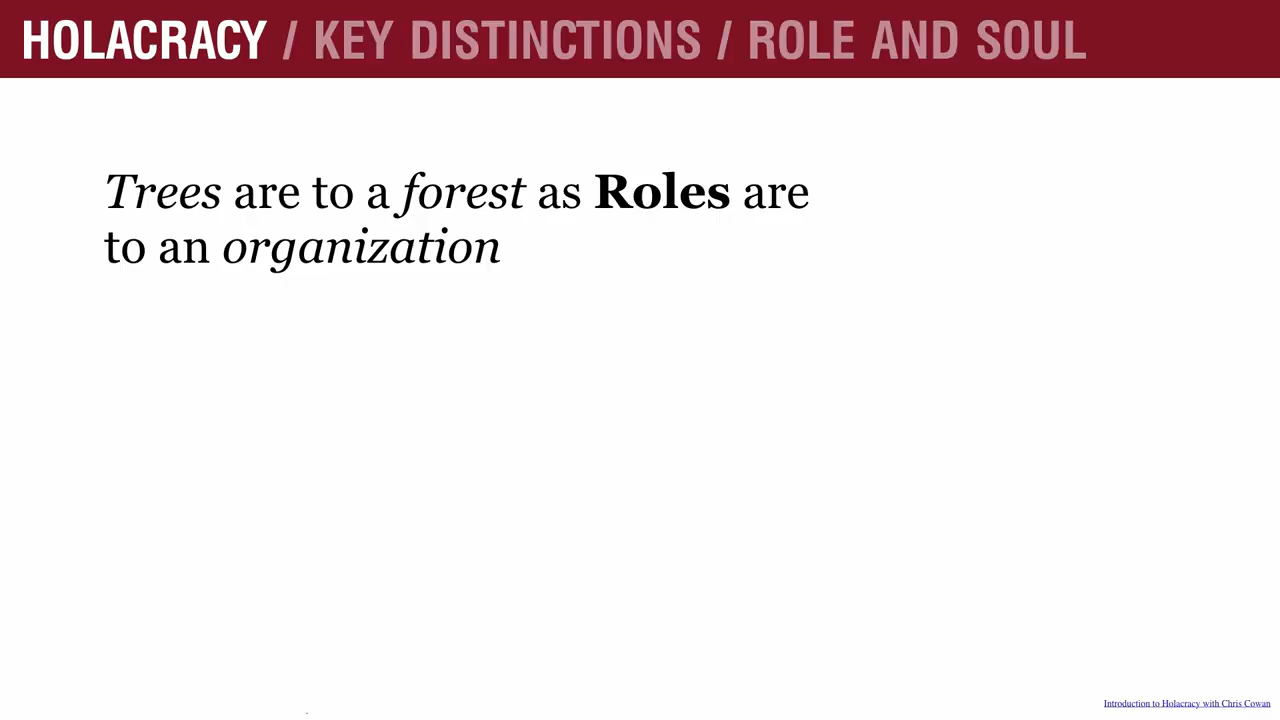 HOLACRACY / KEY DISTINCTIONS / ROLE AND SOUL
Trees are to a forest as Roles are
to an organization
Introduction to Holacracy with Chris Cowan